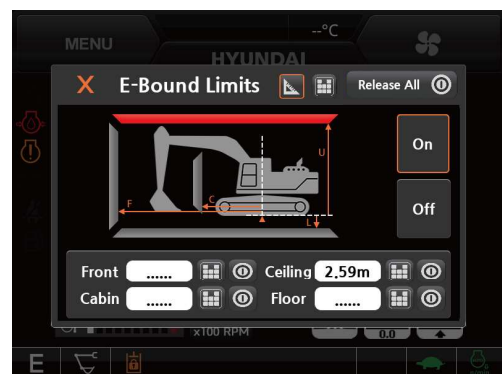 --°C
MENU
HYUNDAI
X E-Bound Limits Release All
On
Off
U
F
C
L
Front ...... Ceiling 2.59m
Cabin ...... Floor ......
x100 RPM
0.0
E